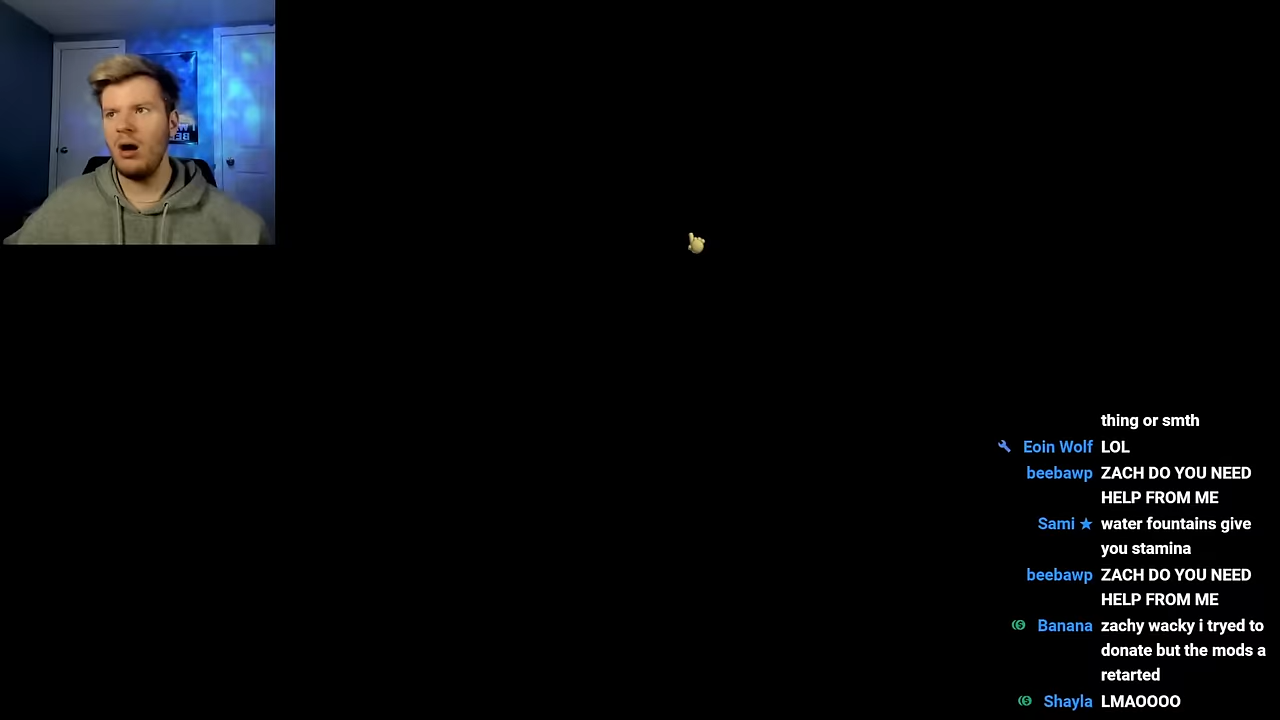 thing or smth
Eoin Wolf LOL
beebawp ZACH DO YOU NEED
HELP FROM ME
Sami ★ water fountains give
you stamina
beebawp ZACH DO YOU NEED
HELP FROM ME
Banana zachy wacky i tryed to
donate but the mods a
retarted
Shayla LMAOOOO